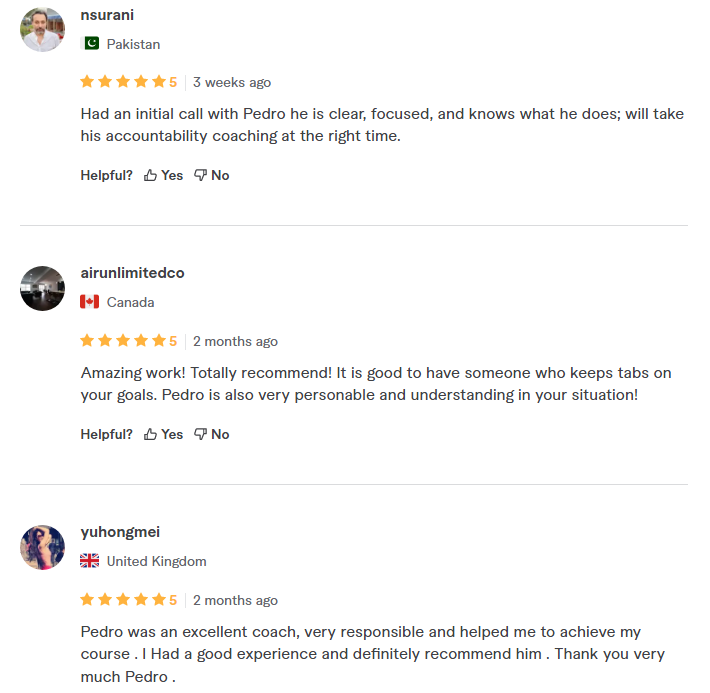 nsurani
Pakistan
5 3 weeks ago
Had an initial call with Pedro he is clear, focused, and knows what he does; will take
his accountability coaching at the right time.
Helpful? Yes No
airunlimitedco
Canada
5 2 months ago
Amazing work! Totally recommend! It is good to have someone who keeps tabs on
your goals. Pedro is also very personable and understanding in your situation!
Helpful? Yes No
yuhongmei
United Kingdom
5 2 months ago
Pedro was an excellent coach, very responsible and helped me to achieve my
course . I Had a good experience and definitely recommend him . Thank you very
much Pedro .